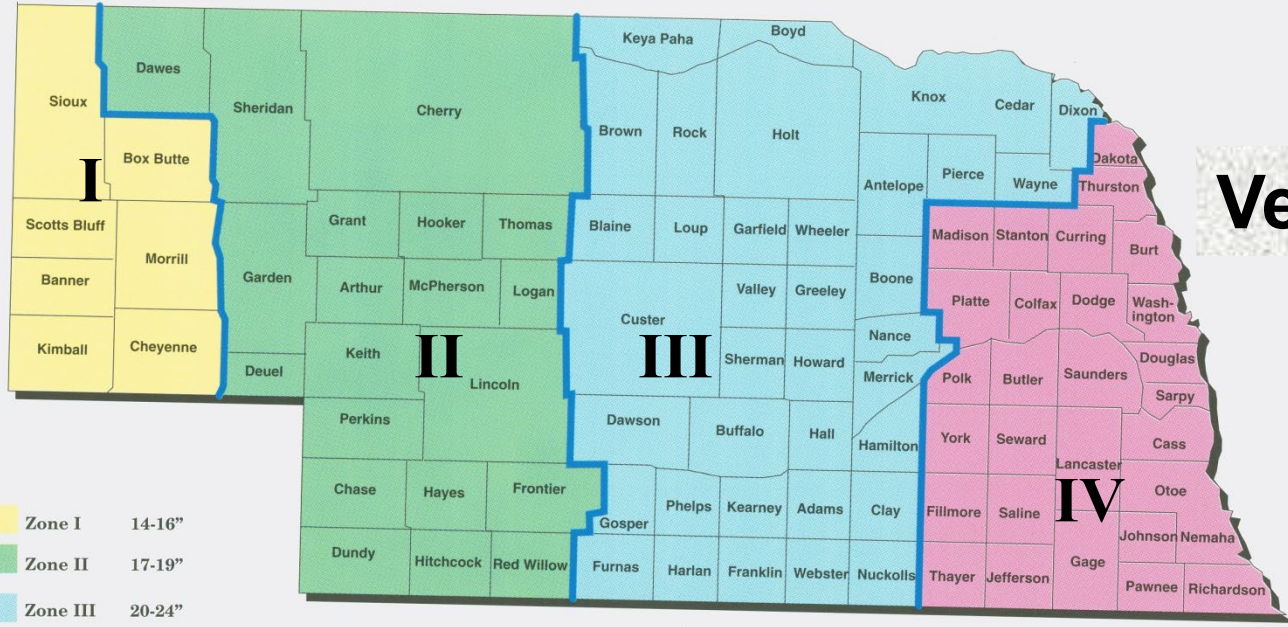 Keya Paha
Boyd
Dawes
Sioux
Sheridan
Cherry
Knox
Cedar
Dixon
Brown
Rock
Holt
Box Butte
I
Dakota
Antelope
Pierce
Wayne
Thurston
Ve
Scotts Bluff
Grant
Hooker
Thomas
Blaine
Loup
Garfield
Wheeler
Madison
Stanton
Curring
Burt
Morrill
Banner
Garden
Arthur
McPherson
Logan
Valley
Greeley
Boone
Platte
Colfax
Dodge
Wash-
ington
Custer
Nance
Kimball
Cheyenne
Keith
II
III
Sherman
Howard
Douglas
Deuel
Lincoln
Merrick
Polk
Butler
Saunders
Sarpy
Perkins
Dawson
Buffalo
Hall
Hamilton
York
Seward
Cass
Lancaster
Chase
Hayes
Frontier
Otoe
IV
Gosper
Phelps
Kearney
Adams
Clay
Fillmore
Saline
Johnson
Nemaha
Dundy
Hitchcock
Red Willow
Furnas
Harlan
Franklin
Webster
Nuckolls
Thayer
Jefferson
Gage
Pawnee
Richardson
Zone I 14-16”
Zone II 17-19”
Zone III 20-24”